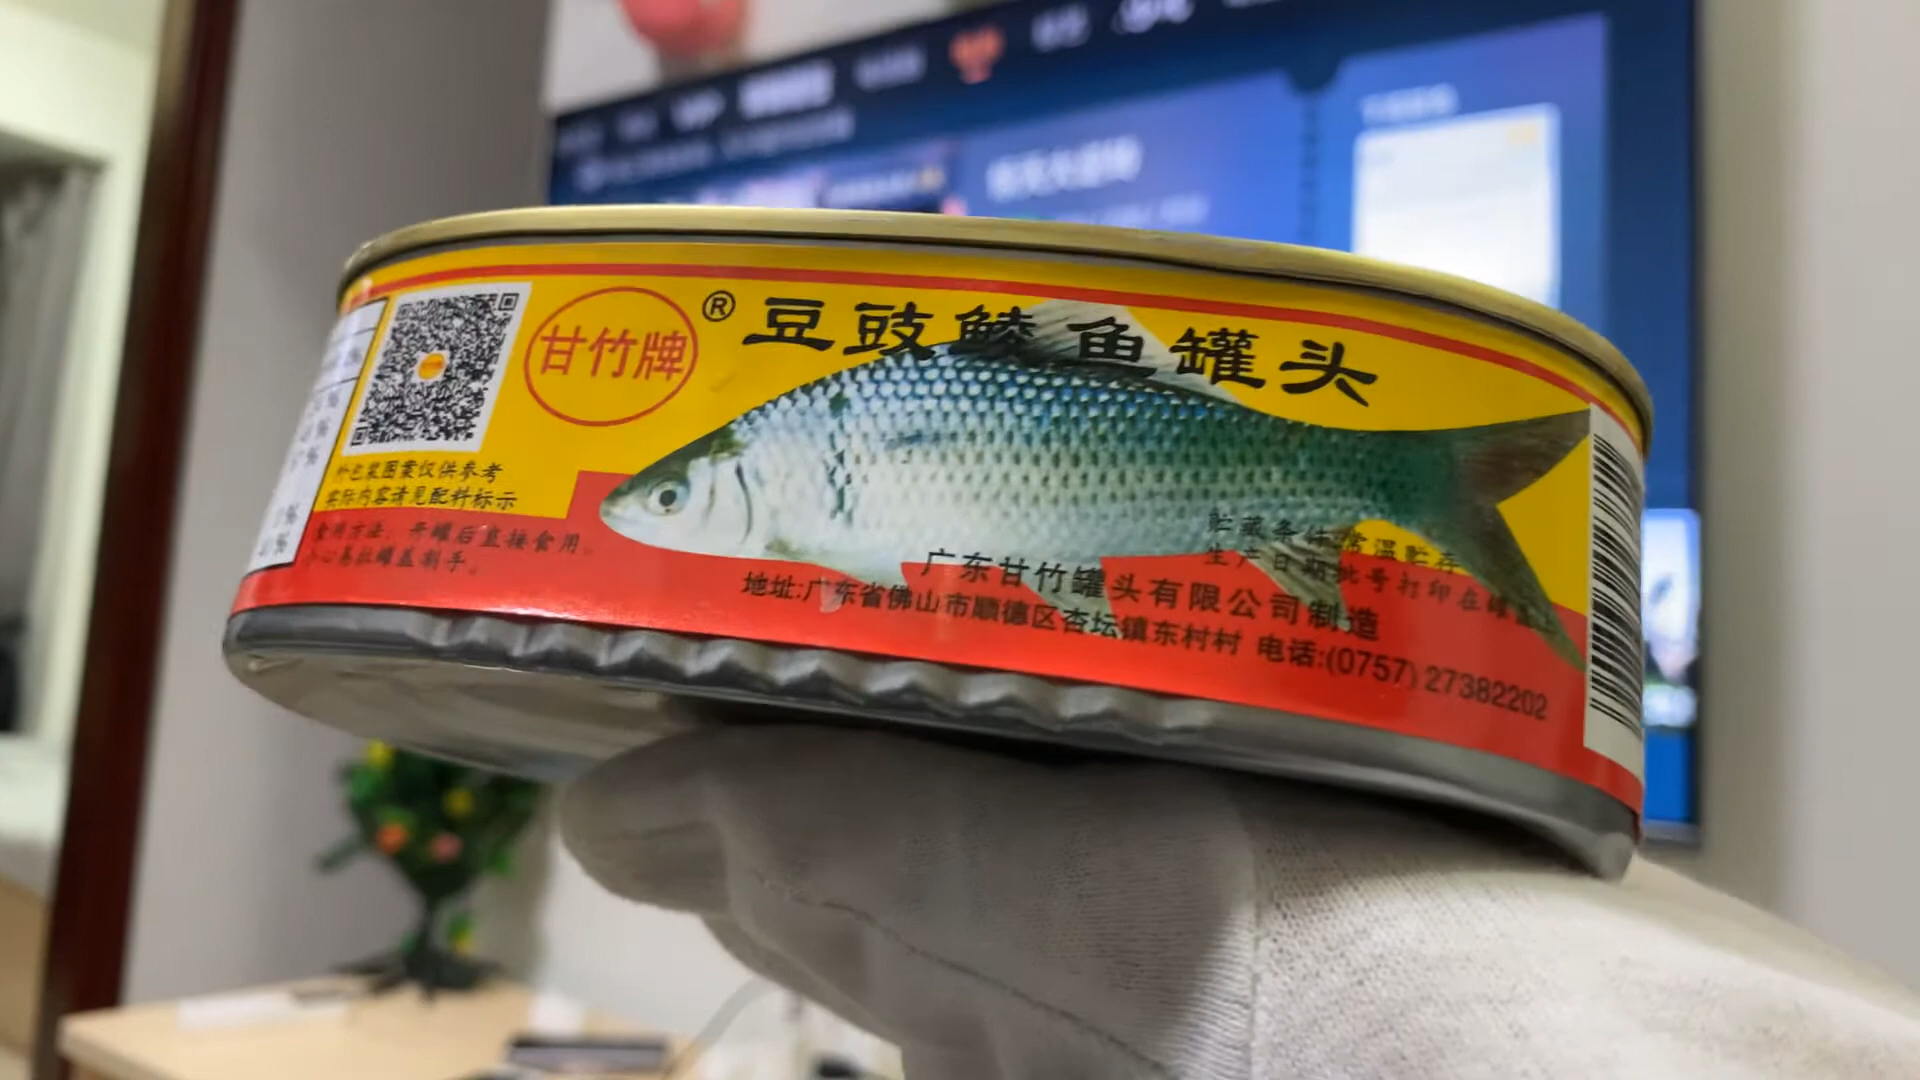 甘竹牌
® 豆豉鲮鱼罐头
外包装图案仅供参考
实际内容请见配料标示
食用方法：开罐后直接食用。
小心易拉罐盖割手。
贮藏条件：常温贮存
生产日期批号打印在罐盖上
广东甘竹罐头有限公司制造
地址:广东省佛山市顺德区杏坛镇东村村 电话:(0757) 27382202